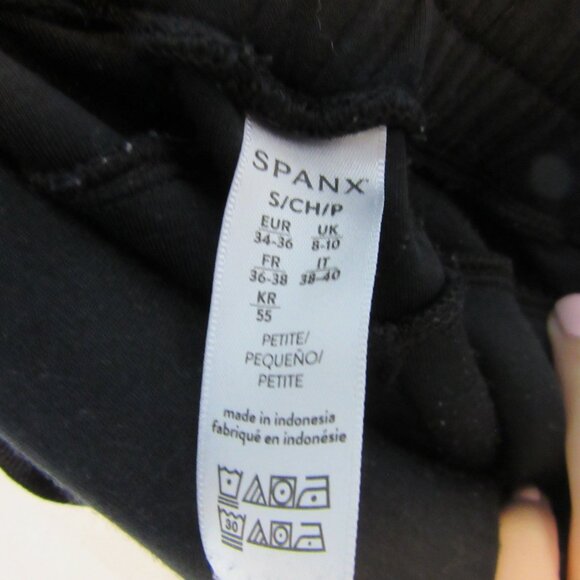 SPANX
S/CH/P
EUR UK
34-36 8-10
FR IT
36-38 38-40
KR
55
PETITE/
PEQUEÑO/
PETITE
made in indonesia
fabriqué en indonésie
30